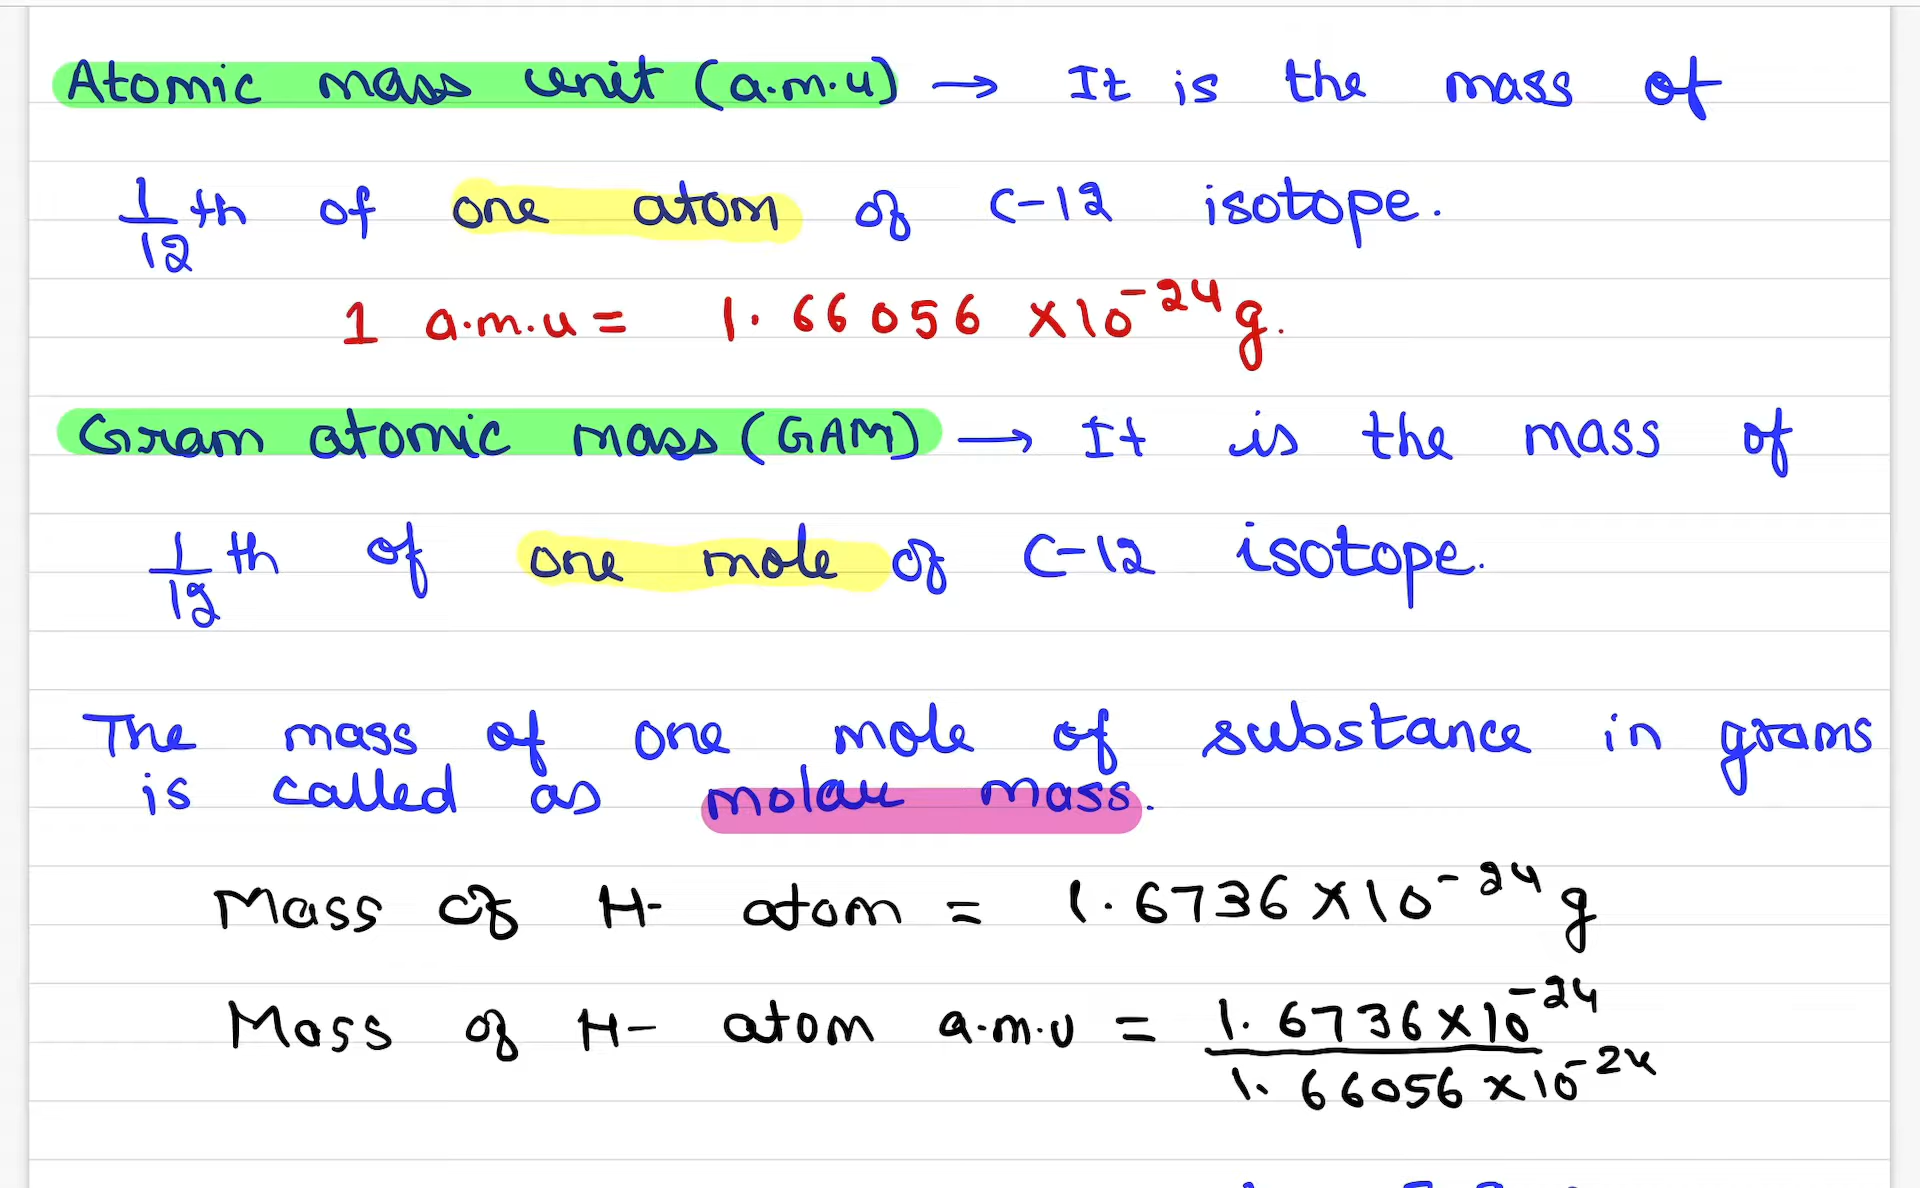 Atomic mass unit (a.m.u) → It is the mass of
1/12 th of one atom of C-12 isotope.
1 a.m.u = 1.66056 ×10⁻²⁴ g.
Gram atomic mass (GAM) → It is the mass of
1/12 th of one mole of C-12 isotope.
The mass of one mole of substance in grams
is called as molar mass.
Mass of H- atom = 1.6736 ×10⁻²⁴ g
Mass of H- atom a.m.u = 1.6736 ×10⁻²⁴ / 1.66056 ×10⁻²⁴